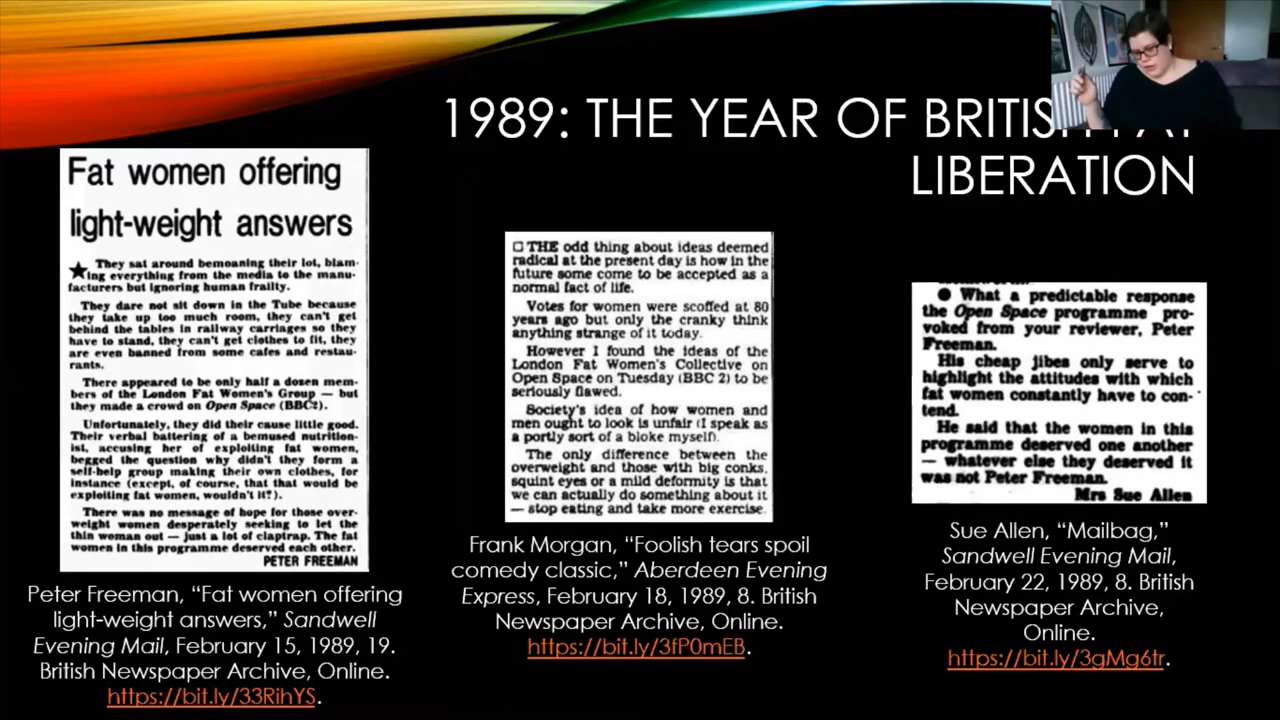 1989: THE YEAR OF BRITISH FAT
LIBERATION
Fat women offering
light-weight answers
★ They sat around bemoaning their lot, blam-
ing everything from the media to the manu-
facturers but ignoring human frailty.
They dare not sit down in the Tube because
they take up too much room, they can't get
behind the tables in railway carriages so they
have to stand, they can't get clothes to fit, they
are even banned from some cafes and restau-
rants.
There appeared to be only half a dozen mem-
bers of the London Fat Women's Group — but
they made a crowd on Open Space (BBC2).
Unfortunately, they did their cause little good.
Their verbal battering of a bemused nutrition-
ist, accusing her of exploiting fat women,
begged the question why didn't they form a
self-help group making their own clothes, for
instance (except, of course, that that would be
exploiting fat women, wouldn't it?).
There was no message of hope for those over-
weight women desperately seeking to let the
thin woman out — just a lot of claptrap. The fat
women in this programme deserved each other.
PETER FREEMAN
Peter Freeman, "Fat women offering
light-weight answers," Sandwell
Evening Mail, February 15, 1989, 19.
British Newspaper Archive, Online.
https://bit.ly/33RihYS.
□ THE odd thing about ideas deemed
radical at the present day is how in the
future some come to be accepted as a
normal fact of life.
Votes for women were scoffed at 80
years ago but only the cranky think
anything strange of it today.
However I found the ideas of the
London Fat Women's Collective on
Open Space on Tuesday (BBC 2) to be
seriously flawed.
Society's idea of how women and
men ought to look is unfair (I speak as
a portly sort of a bloke myself).
The only difference between the
overweight and those with big conks,
squint eyes or a mild deformity is that
we can actually do something about it
— stop eating and take more exercise.
Frank Morgan, "Foolish tears spoil
comedy classic," Aberdeen Evening
Express, February 18, 1989, 8. British
Newspaper Archive, Online.
https://bit.ly/3fP0mEB.
● What a predictable response
the Open Space programme pro-
voked from your reviewer, Peter
Freeman.
His cheap jibes only serve to
highlight the attitudes with which
fat women constantly have to con-
tend.
He said that the women in this
programme deserved one another
— whatever else they deserved it
was not Peter Freeman.
Mrs Sue Allen
Sue Allen, "Mailbag,"
Sandwell Evening Mail,
February 22, 1989, 8. British
Newspaper Archive,
Online.
https://bit.ly/3gMg6tr.